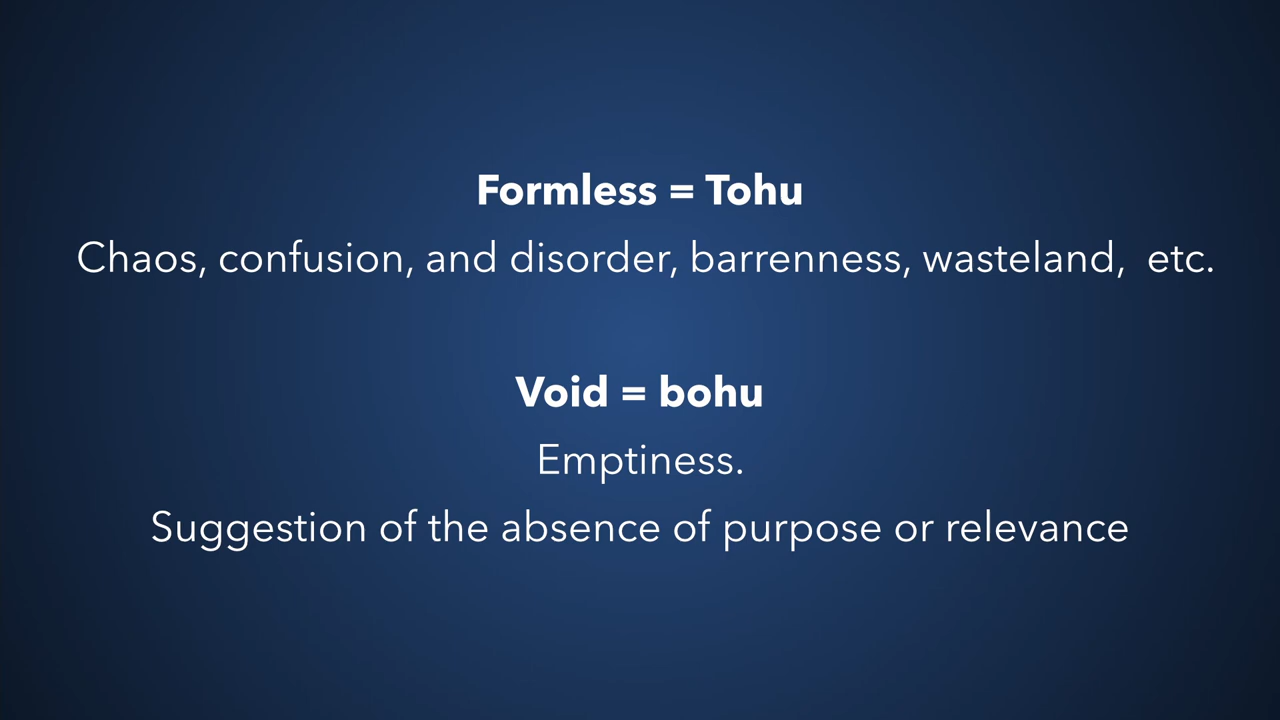 Formless = Tohu
Chaos, confusion, and disorder, barrenness, wasteland,  etc.
Void = bohu
Emptiness.
Suggestion of the absence of purpose or relevance